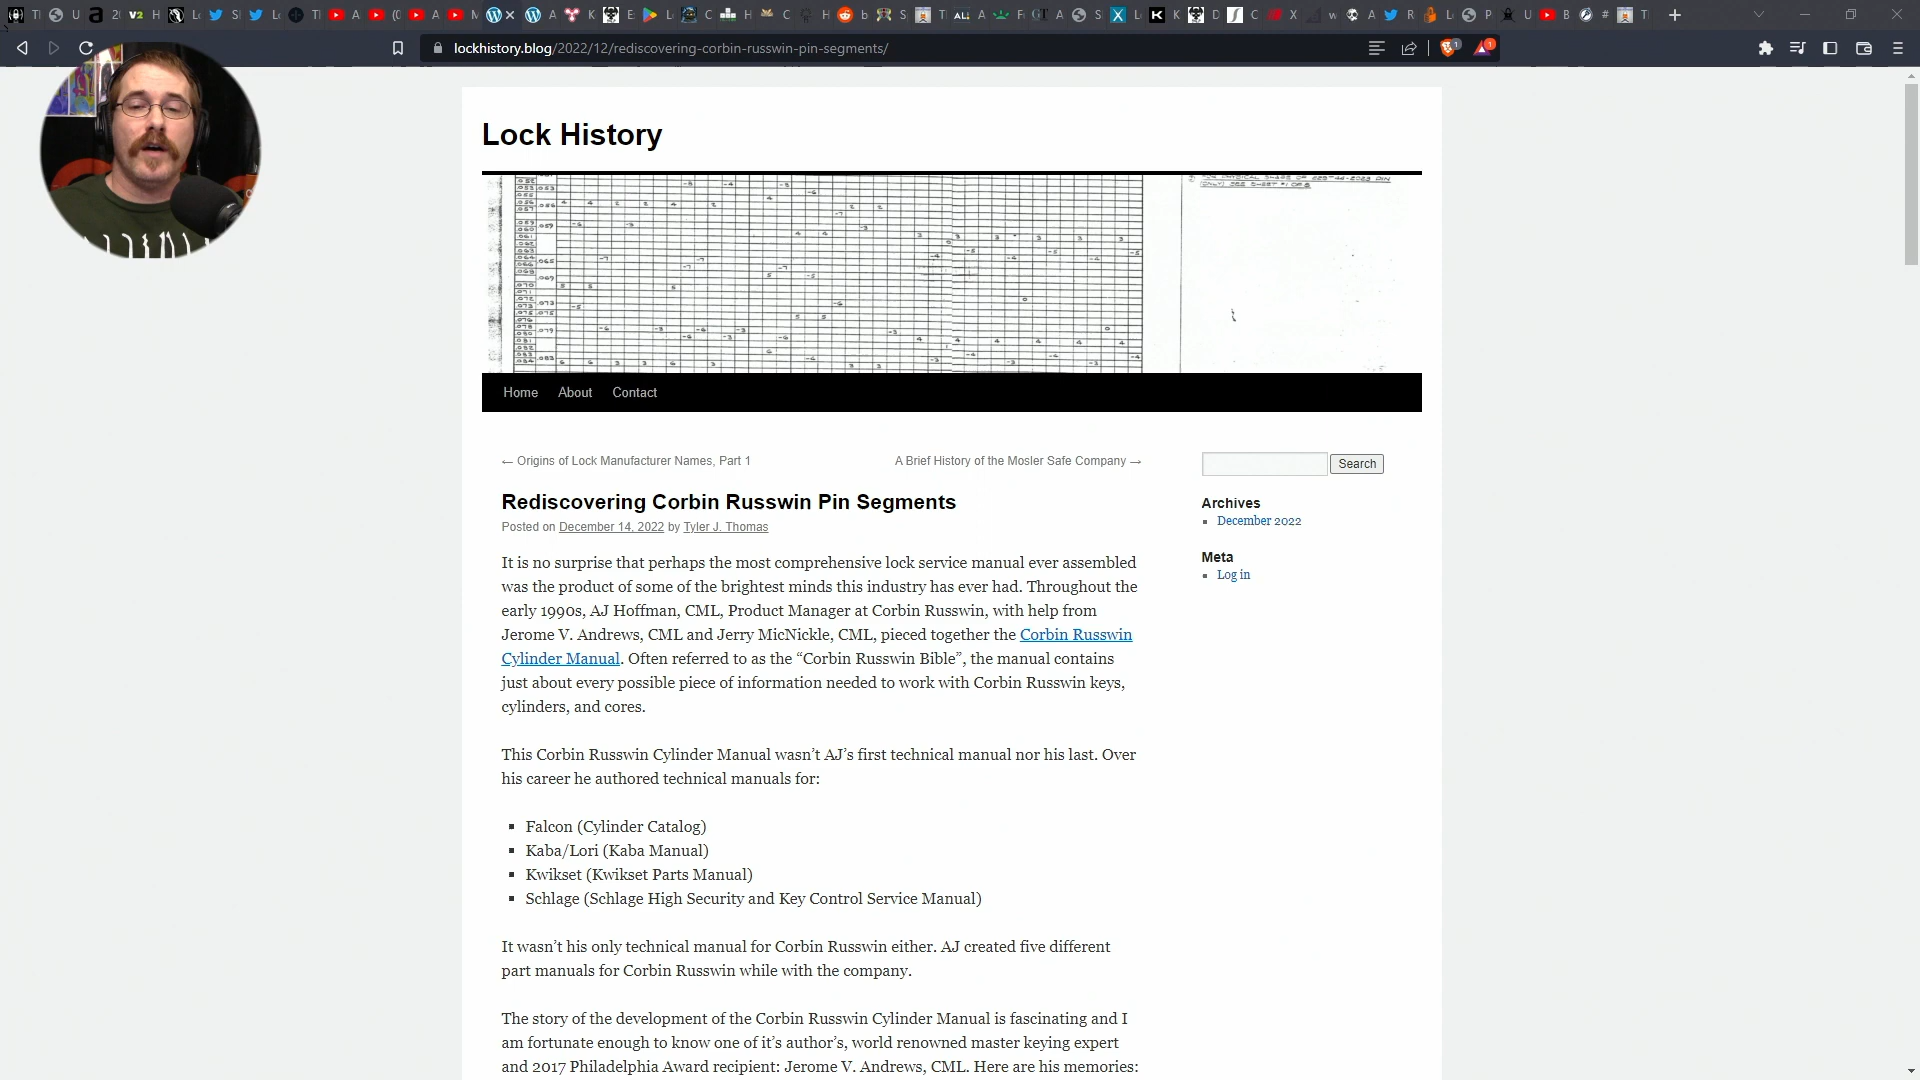 lockhistory.blog/2022/12/rediscovering-corbin-russwin-pin-segments/
Lock History
Home About Contact
← Origins of Lock Manufacturer Names, Part 1
A Brief History of the Mosler Safe Company →
Rediscovering Corbin Russwin Pin Segments
Posted on December 14, 2022 by Tyler J. Thomas
It is no surprise that perhaps the most comprehensive lock service manual ever assembled
was the product of some of the brightest minds this industry has ever had. Throughout the
early 1990s, AJ Hoffman, CML, Product Manager at Corbin Russwin, with help from
Jerome V. Andrews, CML and Jerry MicNickle, CML, pieced together the Corbin Russwin
Cylinder Manual. Often referred to as the “Corbin Russwin Bible”, the manual contains
just about every possible piece of information needed to work with Corbin Russwin keys,
cylinders, and cores.
This Corbin Russwin Cylinder Manual wasn’t AJ’s first technical manual nor his last. Over
his career he authored technical manuals for:
▪ Falcon (Cylinder Catalog)
▪ Kaba/Lori (Kaba Manual)
▪ Kwikset (Kwikset Parts Manual)
▪ Schlage (Schlage High Security and Key Control Service Manual)
It wasn’t his only technical manual for Corbin Russwin either. AJ created five different
part manuals for Corbin Russwin while with the company.
The story of the development of the Corbin Russwin Cylinder Manual is fascinating and I
am fortunate enough to know one of it’s author’s, world renowned master keying expert
and 2017 Philadelphia Award recipient: Jerome V. Andrews, CML. Here are his memories:
Search
Archives
▪ December 2022
Meta
▪ Log in